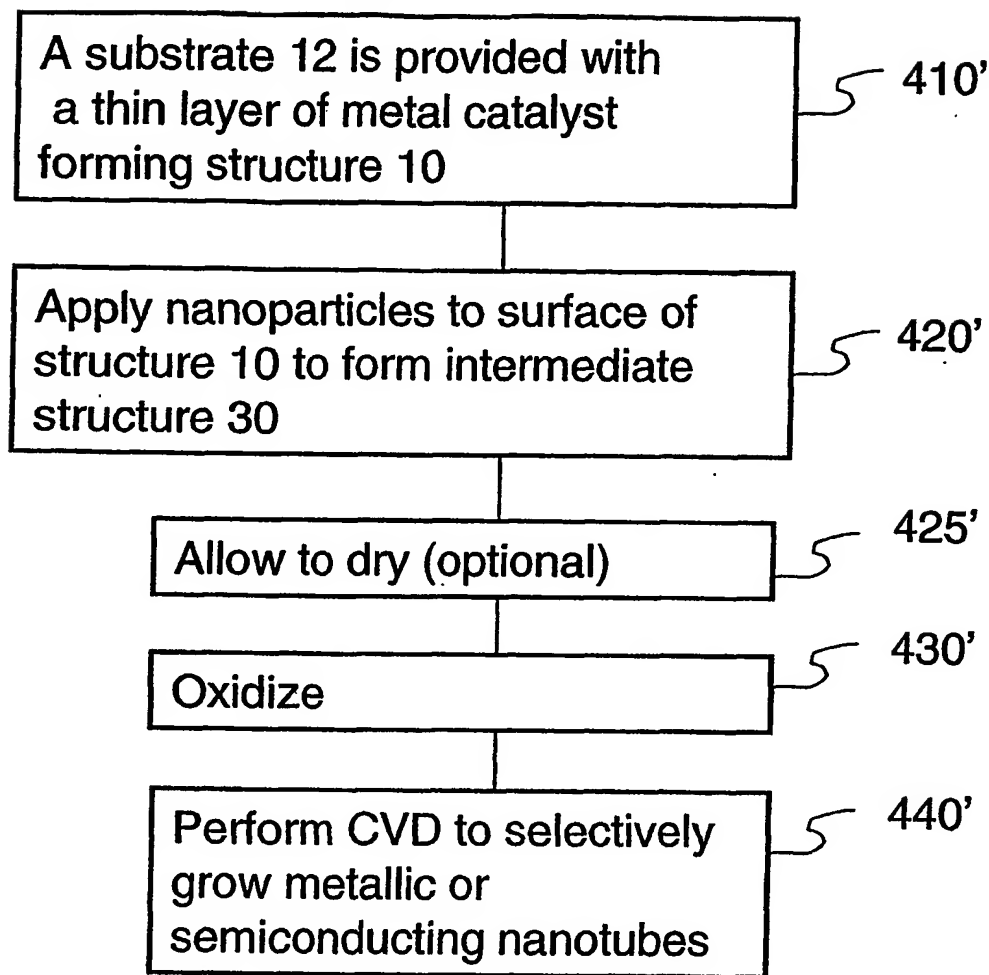 A substrate 12 is provided with
a thin layer of metal catalyst
forming structure 10
410'
Apply nanoparticles to surface of
structure 10 to form intermediate
structure 30
420'
Allow to dry (optional)
425'
Oxidize
430'
Perform CVD to selectively
grow metallic or
semiconducting nanotubes
440'